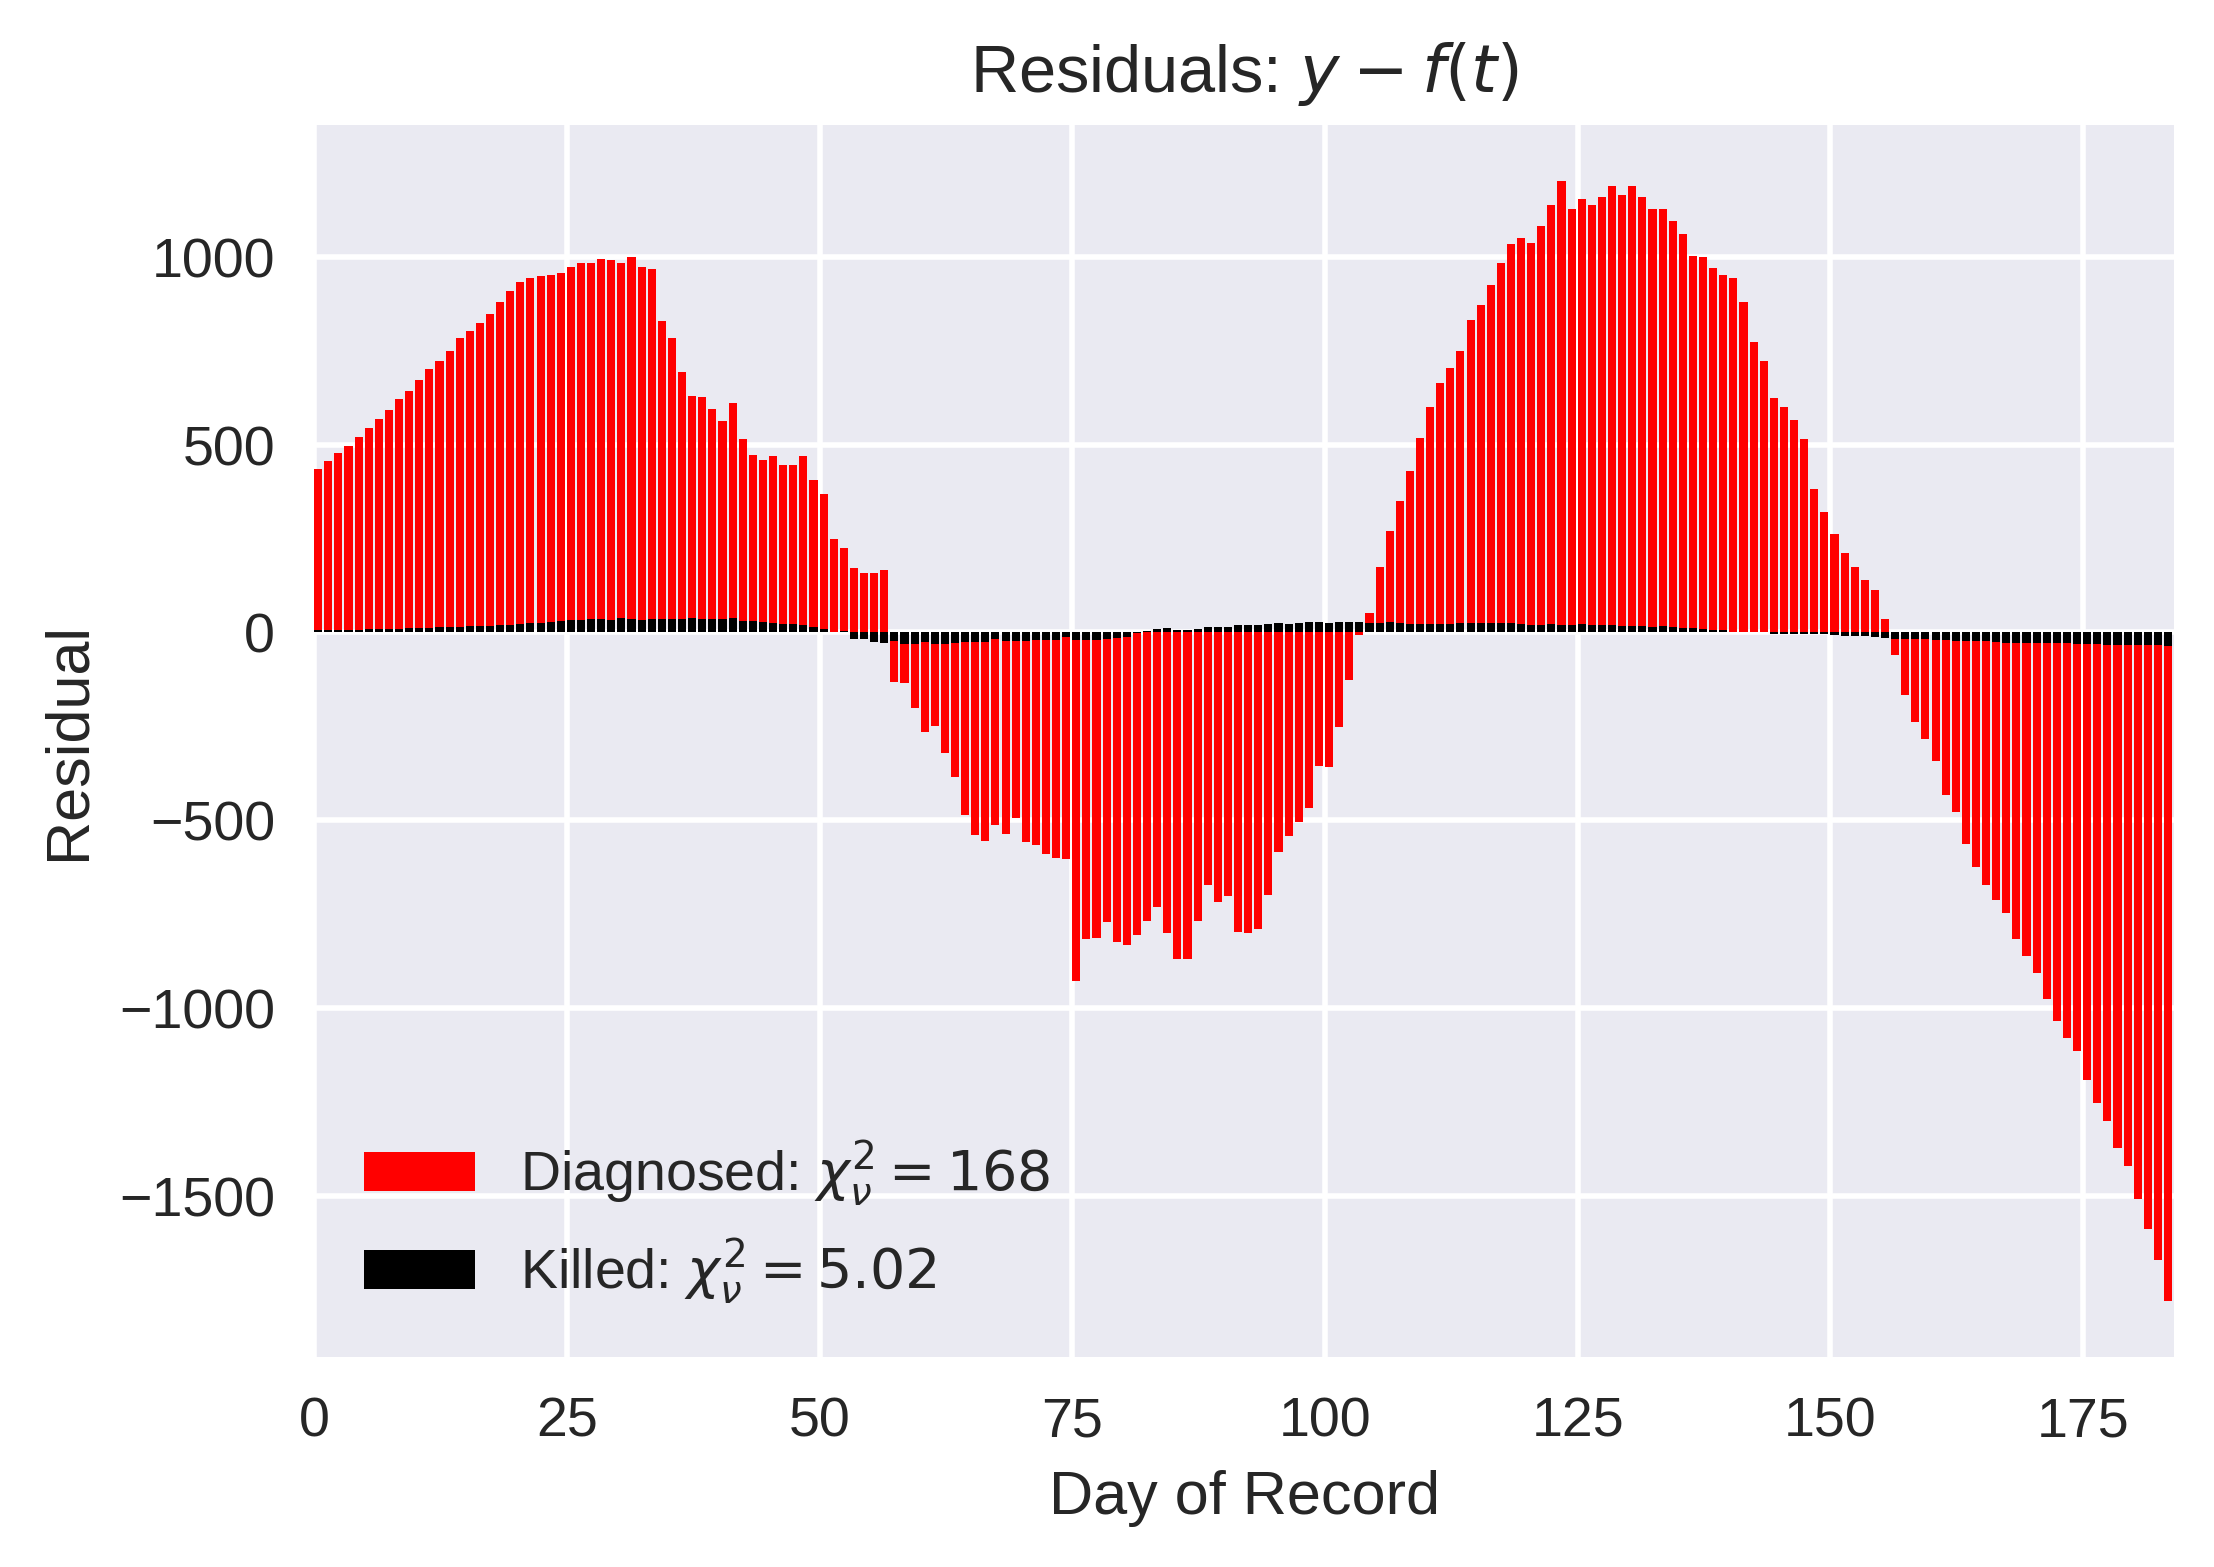 Residuals: y − f(t)
1000
500
0
−500
−1000
−1500
Residual
Diagnosed: χ²ᵥ = 168
Killed: χ²ᵥ = 5.02
0 25 50 75 100 125 150 175
Day of Record